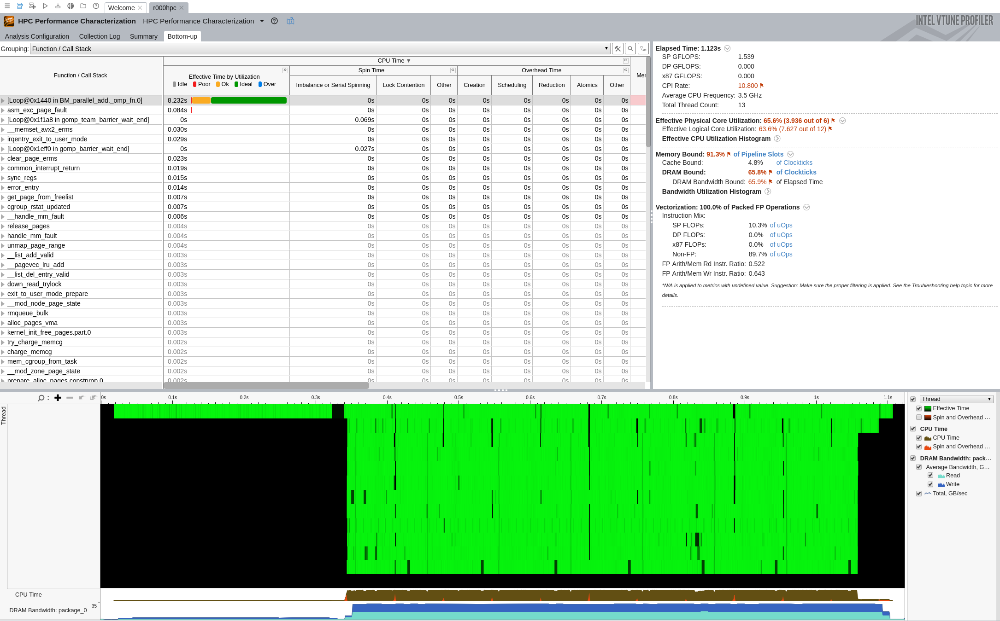 Welcome
r000hpc
HPC Performance Characterization HPC Performance Characterization
INTEL VTUNE PROFILER
Analysis Configuration Collection Log Summary Bottom-up
Grouping: Function / Call Stack
Function / Call Stack
CPU Time
Effective Time by Utilization
Idle Poor Ok Ideal Over
Spin Time
Imbalance or Serial Spinning Lock Contention Other
Overhead Time
Creation Scheduling Reduction Atomics Other
Mer
[Loop@0x1440 in BM_parallel_add._omp_fn.0] 8.232s 0s 0s 0s 0s 0s 0s 0s 0s
asm_exc_page_fault 0.084s 0s 0s 0s 0s 0s 0s 0s 0s
[Loop@0x1f1a8 in gomp_team_barrier_wait_end] 0s 0.069s 0s 0s 0s 0s 0s 0s 0s
__memset_avx2_erms 0.030s 0s 0s 0s 0s 0s 0s 0s 0s
irqentry_exit_to_user_mode 0.029s 0s 0s 0s 0s 0s 0s 0s 0s
[Loop@0x1eff0 in gomp_barrier_wait_end] 0s 0.027s 0s 0s 0s 0s 0s 0s 0s
clear_page_erms 0.023s 0s 0s 0s 0s 0s 0s 0s 0s
common_interrupt_return 0.019s 0s 0s 0s 0s 0s 0s 0s 0s
sync_regs 0.015s 0s 0s 0s 0s 0s 0s 0s 0s
error_entry 0.014s 0s 0s 0s 0s 0s 0s 0s 0s
get_page_from_freelist 0.007s 0s 0s 0s 0s 0s 0s 0s 0s
cgroup_rstat_updated 0.007s 0s 0s 0s 0s 0s 0s 0s 0s
__handle_mm_fault 0.006s 0s 0s 0s 0s 0s 0s 0s 0s
release_pages 0.004s 0s 0s 0s 0s 0s 0s 0s 0s
handle_mm_fault 0.004s 0s 0s 0s 0s 0s 0s 0s 0s
unmap_page_range 0.004s 0s 0s 0s 0s 0s 0s 0s 0s
__list_add_valid 0.003s 0s 0s 0s 0s 0s 0s 0s 0s
__pagevec_lru_add 0.003s 0s 0s 0s 0s 0s 0s 0s 0s
__list_del_entry_valid 0.003s 0s 0s 0s 0s 0s 0s 0s 0s
down_read_trylock 0.003s 0s 0s 0s 0s 0s 0s 0s 0s
exit_to_user_mode_prepare 0.003s 0s 0s 0s 0s 0s 0s 0s 0s
__mod_node_page_state 0.003s 0s 0s 0s 0s 0s 0s 0s 0s
rmqueue_bulk 0.003s 0s 0s 0s 0s 0s 0s 0s 0s
alloc_pages_vma 0.003s 0s 0s 0s 0s 0s 0s 0s 0s
kernel_init_free_pages.part.0 0.003s 0s 0s 0s 0s 0s 0s 0s 0s
try_charge_memcg 0.002s 0s 0s 0s 0s 0s 0s 0s 0s
charge_memcg 0.002s 0s 0s 0s 0s 0s 0s 0s 0s
mem_cgroup_from_task 0.002s 0s 0s 0s 0s 0s 0s 0s 0s
__mod_zone_page_state 0.002s 0s 0s 0s 0s 0s 0s 0s 0s
prepare_alloc_pages.constprop.0 0.002s 0s 0s 0s 0s 0s 0s 0s 0s
Elapsed Time: 1.123s
SP GFLOPS: 1.539
DP GFLOPS: 0.000
x87 GFLOPS: 0.000
CPI Rate: 10.800
Average CPU Frequency: 3.5 GHz
Total Thread Count: 13
Effective Physical Core Utilization: 65.6% (3.936 out of 6)
Effective Logical Core Utilization: 63.6% (7.627 out of 12)
Effective CPU Utilization Histogram
Memory Bound: 91.3% of Pipeline Slots
Cache Bound: 4.8% of Clockticks
DRAM Bound: 65.8% of Clockticks
DRAM Bandwidth Bound: 65.9% of Elapsed Time
Bandwidth Utilization Histogram
Vectorization: 100.0% of Packed FP Operations
Instruction Mix:
SP FLOPs: 10.3% of uOps
DP FLOPs: 0.0% of uOps
x87 FLOPs: 0.0% of uOps
Non-FP: 89.7% of uOps
FP Arith/Mem Rd Instr. Ratio: 0.522
FP Arith/Mem Wr Instr. Ratio: 0.643
*N/A is applied to metrics with undefined value. Suggestion: Make sure the proper filtering is applied. See the Troubleshooting help topic for more
details.
0s 0.1s 0.2s 0.3s 0.4s 0.5s 0.6s 0.7s 0.8s 0.9s 1s 1.1s
Thread
CPU Time
DRAM Bandwidth: package_0 35
Thread
Effective Time
Spin and Overhead ...
CPU Time
CPU Time
Spin and Overhead ...
DRAM Bandwidth: pack...
Average Bandwidth, G...
Read
Write
Total, GB/sec